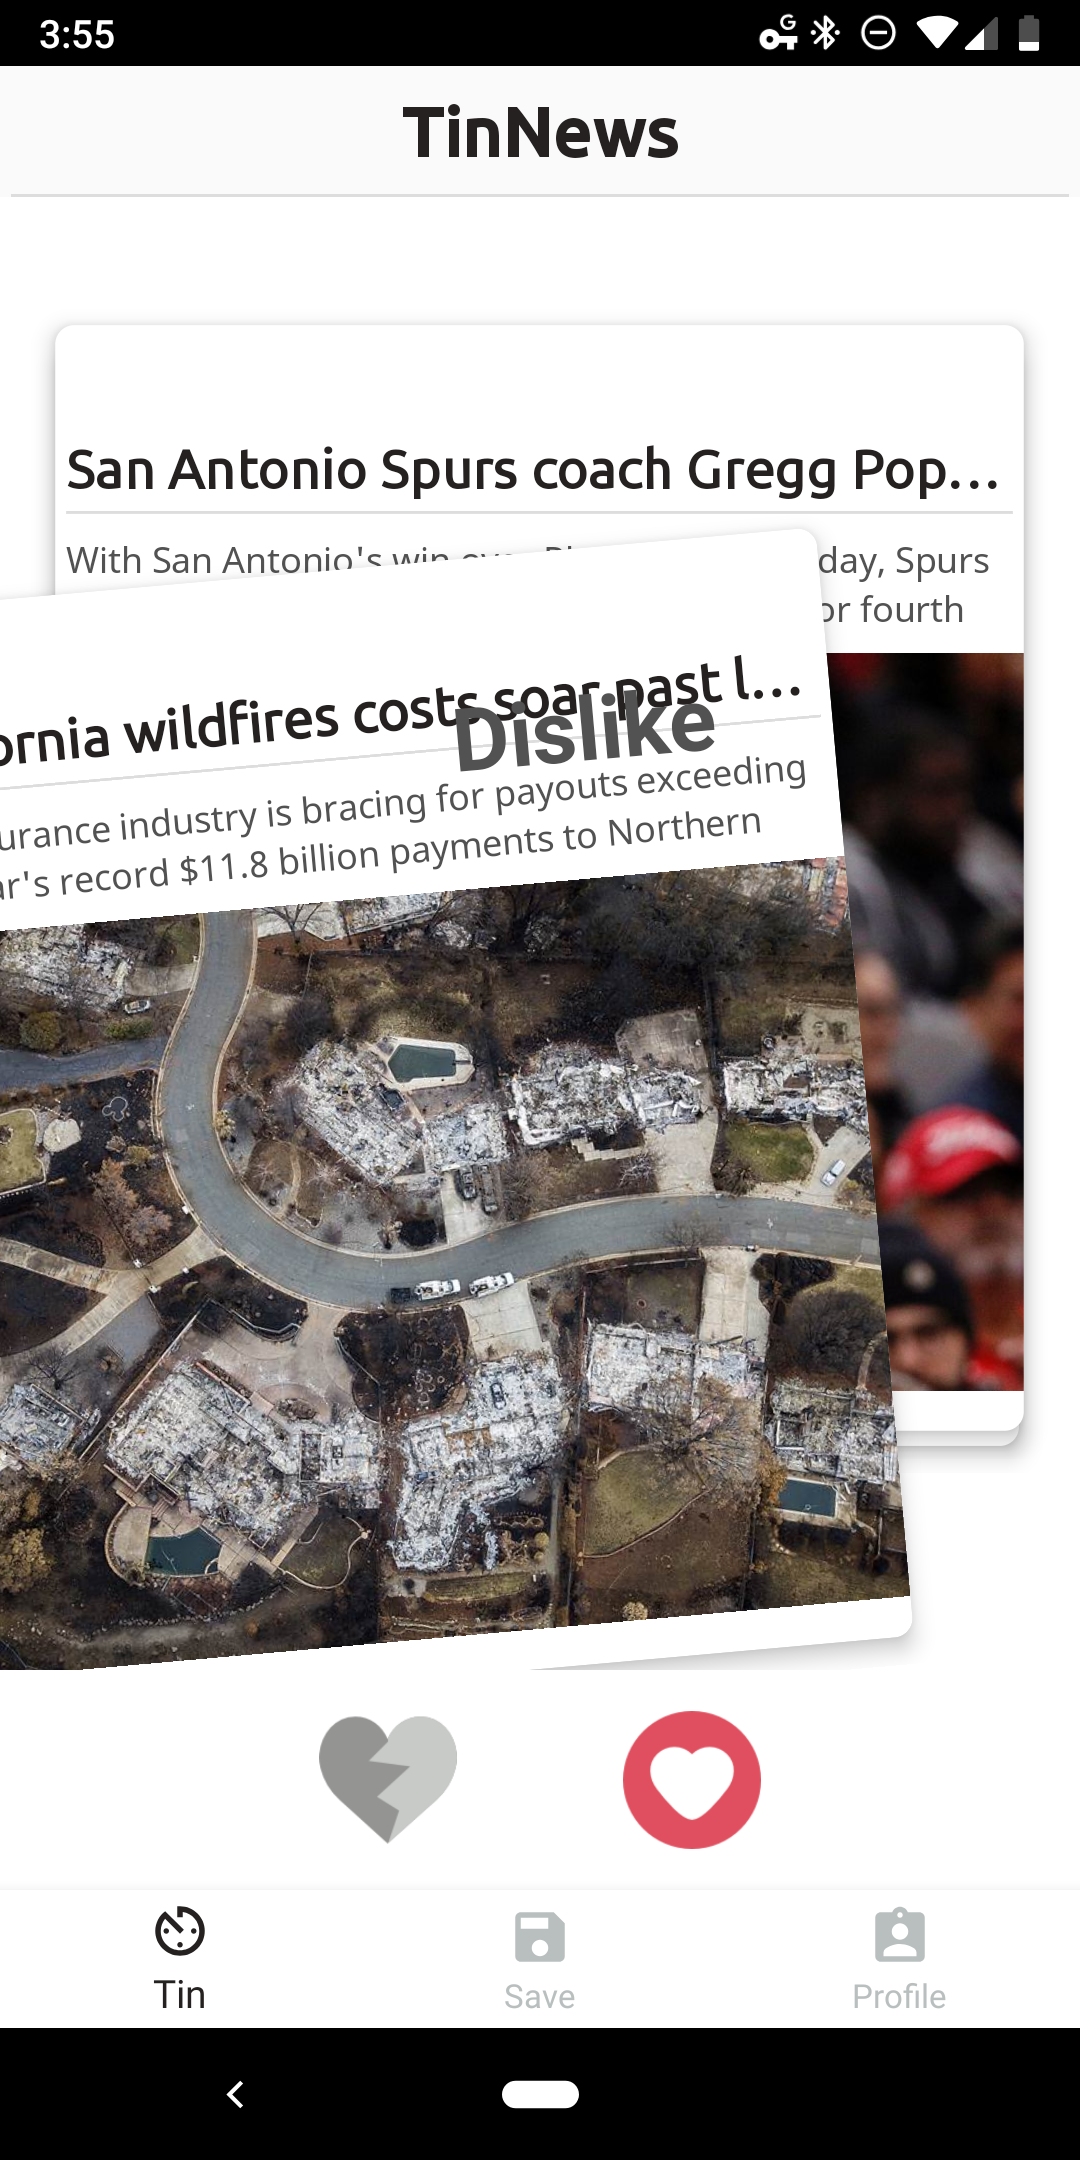 3:55
G
TinNews
San Antonio Spurs coach Gregg Pop...
With San Antonio's win day, Spurs
or fourth
ornia wildfires costs soar past l...
Dislike
urance industry is bracing for payouts exceeding
ar's record $11.8 billion payments to Northern
Tin
Save
Profile